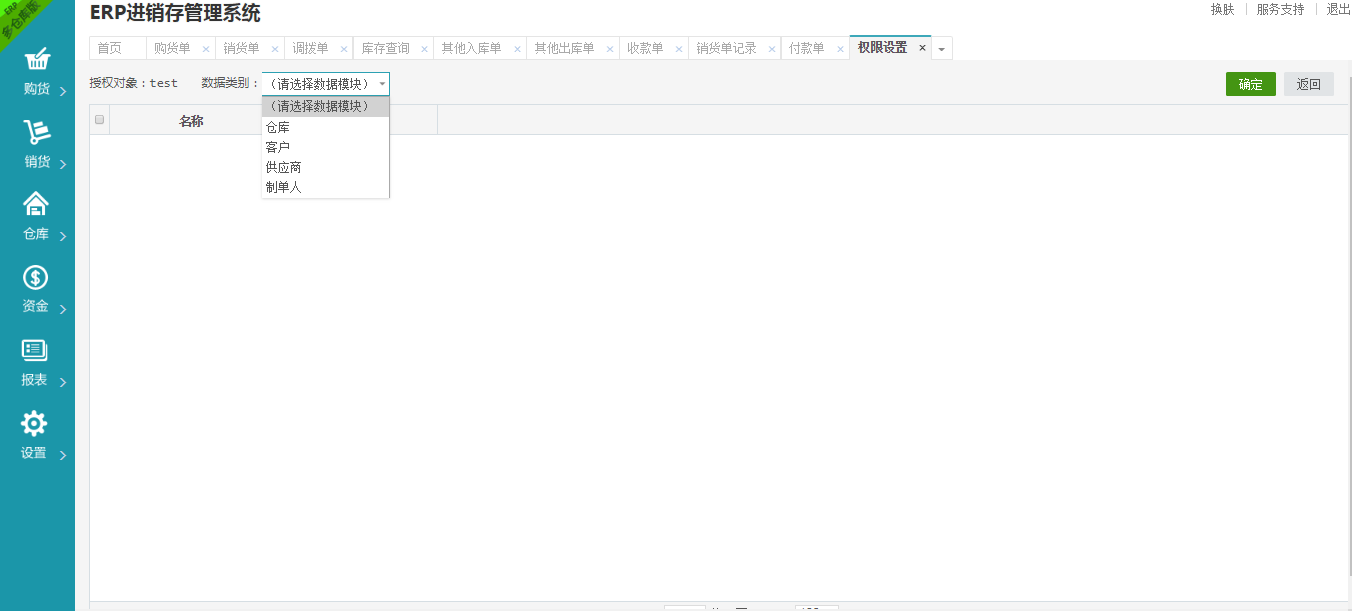 ERP
多仓库版
ERP进销存管理系统
换肤 服务支持 退出
首页 购货单 销货单 调拨单 库存查询 其他入库单 其他出库单 收款单 销货单记录 付款单 权限设置
授权对象：test 数据类别： （请选择数据模块） 确定 返回
（请选择数据模块）
仓库
客户
供应商
制单人
名称
购货
销货
仓库
资金
报表
设置